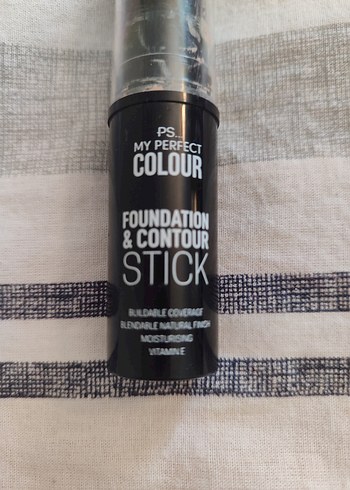 PS...
MY PERFECT
COLOUR
FOUNDATION
& CONTOUR
STICK
BUILDABLE COVERAGE
BLENDABLE NATURAL FINISH
MOISTURISING
VITAMIN E